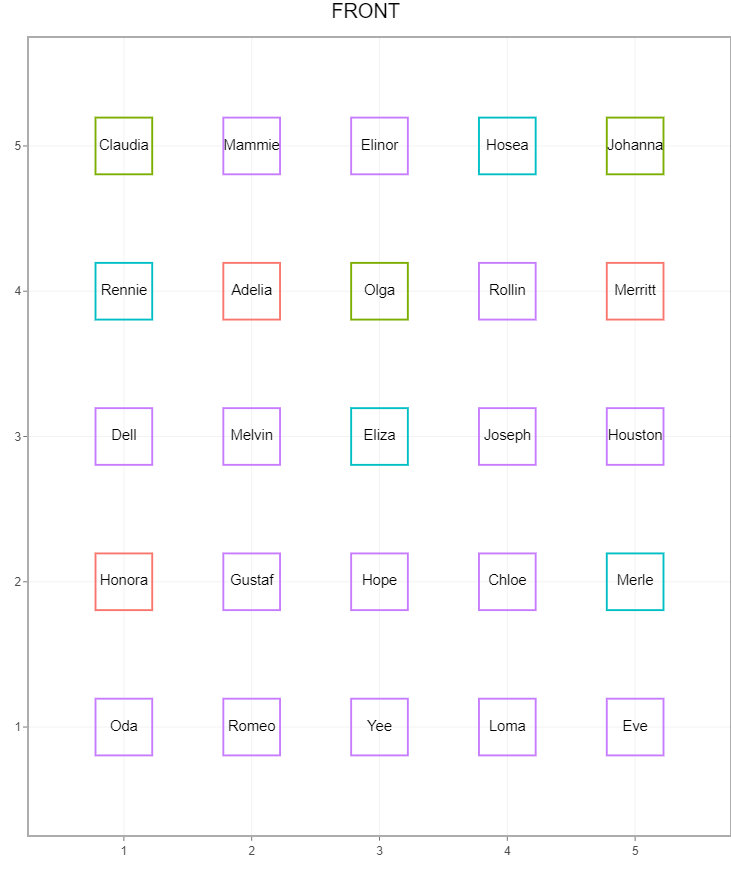 FRONT
5 Claudia Mammie Elinor Hosea Johanna
4 Rennie Adelia Olga Rollin Merritt
3 Dell Melvin Eliza Joseph Houston
2 Honora Gustaf Hope Chloe Merle
1 Oda Romeo Yee Loma Eve
1 2 3 4 5